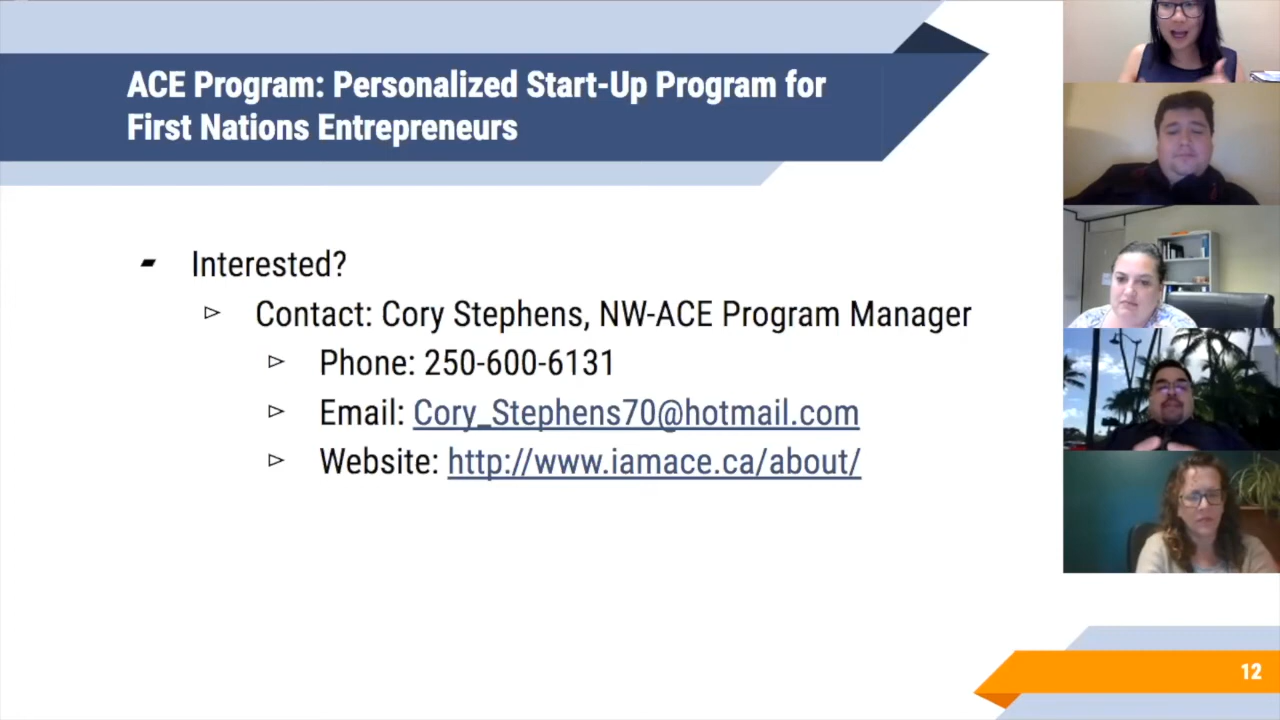 ACE Program: Personalized Start-Up Program for
First Nations Entrepreneurs
Interested?
Contact: Cory Stephens, NW-ACE Program Manager
Phone: 250-600-6131
Email: Cory_Stephens70@hotmail.com
Website: http://www.iamace.ca/about/
12